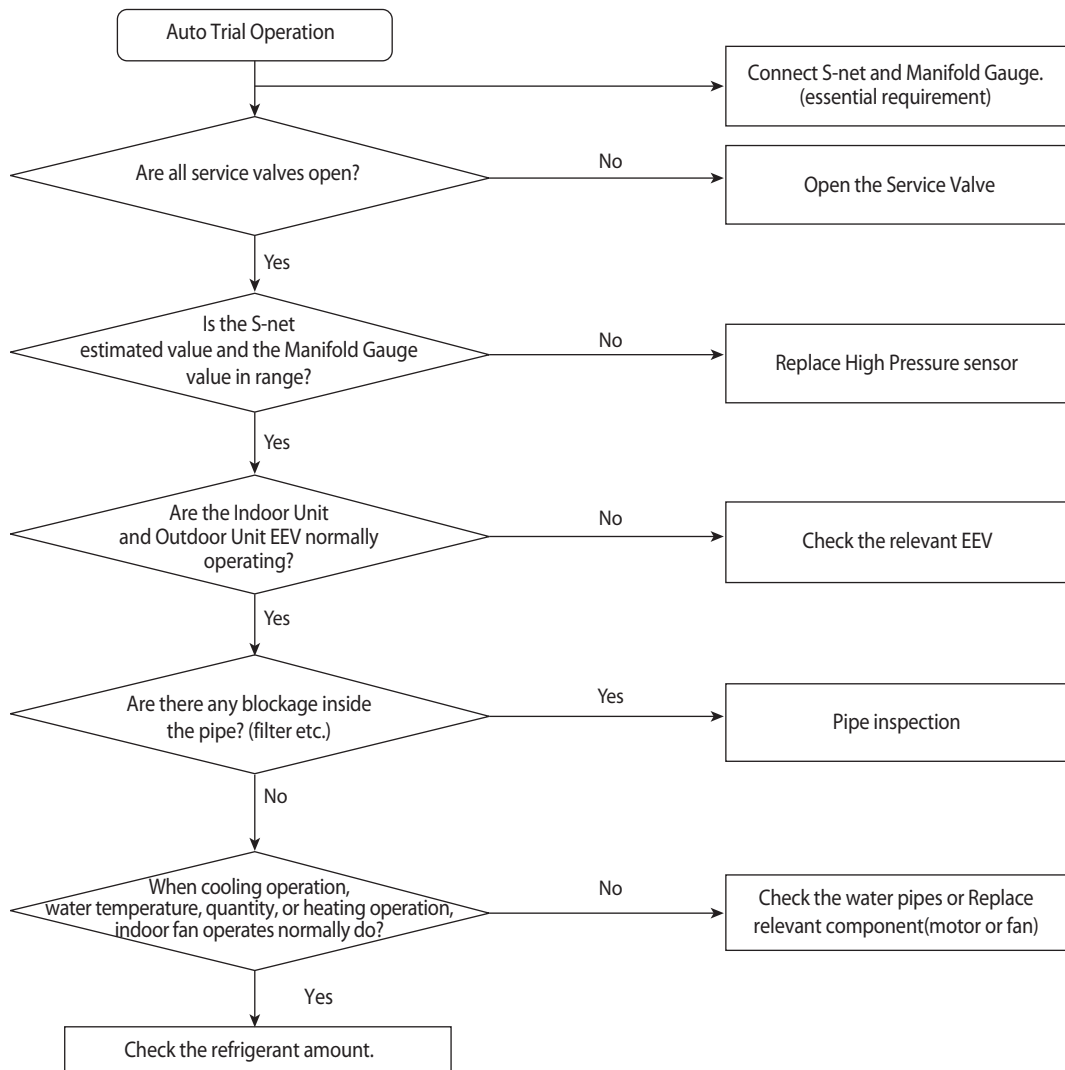 Auto Trial Operation
Connect S-net and Manifold Gauge.
(essential requirement)
Are all service valves open?
No
Open the Service Valve
Yes
Is the S-net
estimated value and the Manifold Gauge
value in range?
No
Replace High Pressure sensor
Yes
Are the Indoor Unit
and Outdoor Unit EEV normally
operating?
No
Check the relevant EEV
Yes
Are there any blockage inside
the pipe? (filter etc.)
Yes
Pipe inspection
No
When cooling operation,
water temperature, quantity, or heating operation,
indoor fan operates normally do?
No
Check the water pipes or Replace
relevant component(motor or fan)
Yes
Check the refrigerant amount.